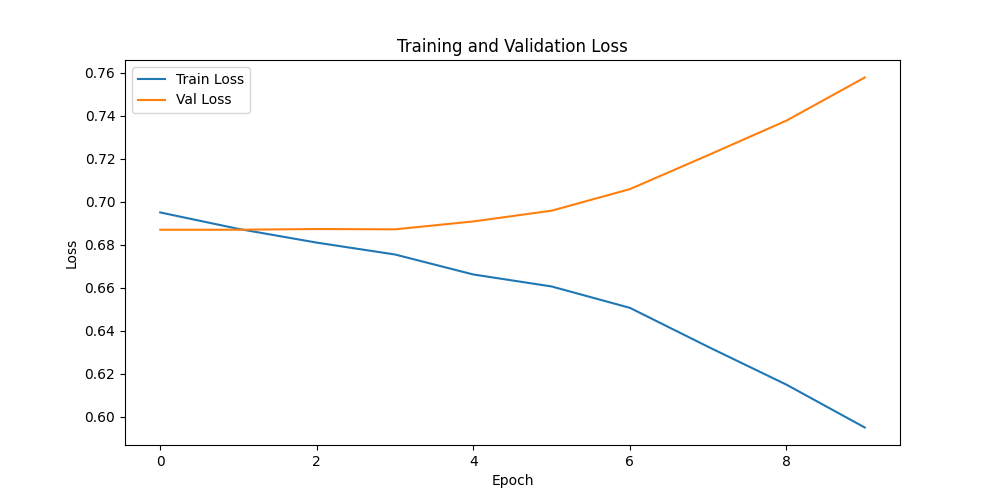 Training and Validation Loss
Train Loss
Val Loss
0.76
0.74
0.72
0.70
0.68
0.66
0.64
0.62
0.60
Loss
0 2 4 6 8
Epoch